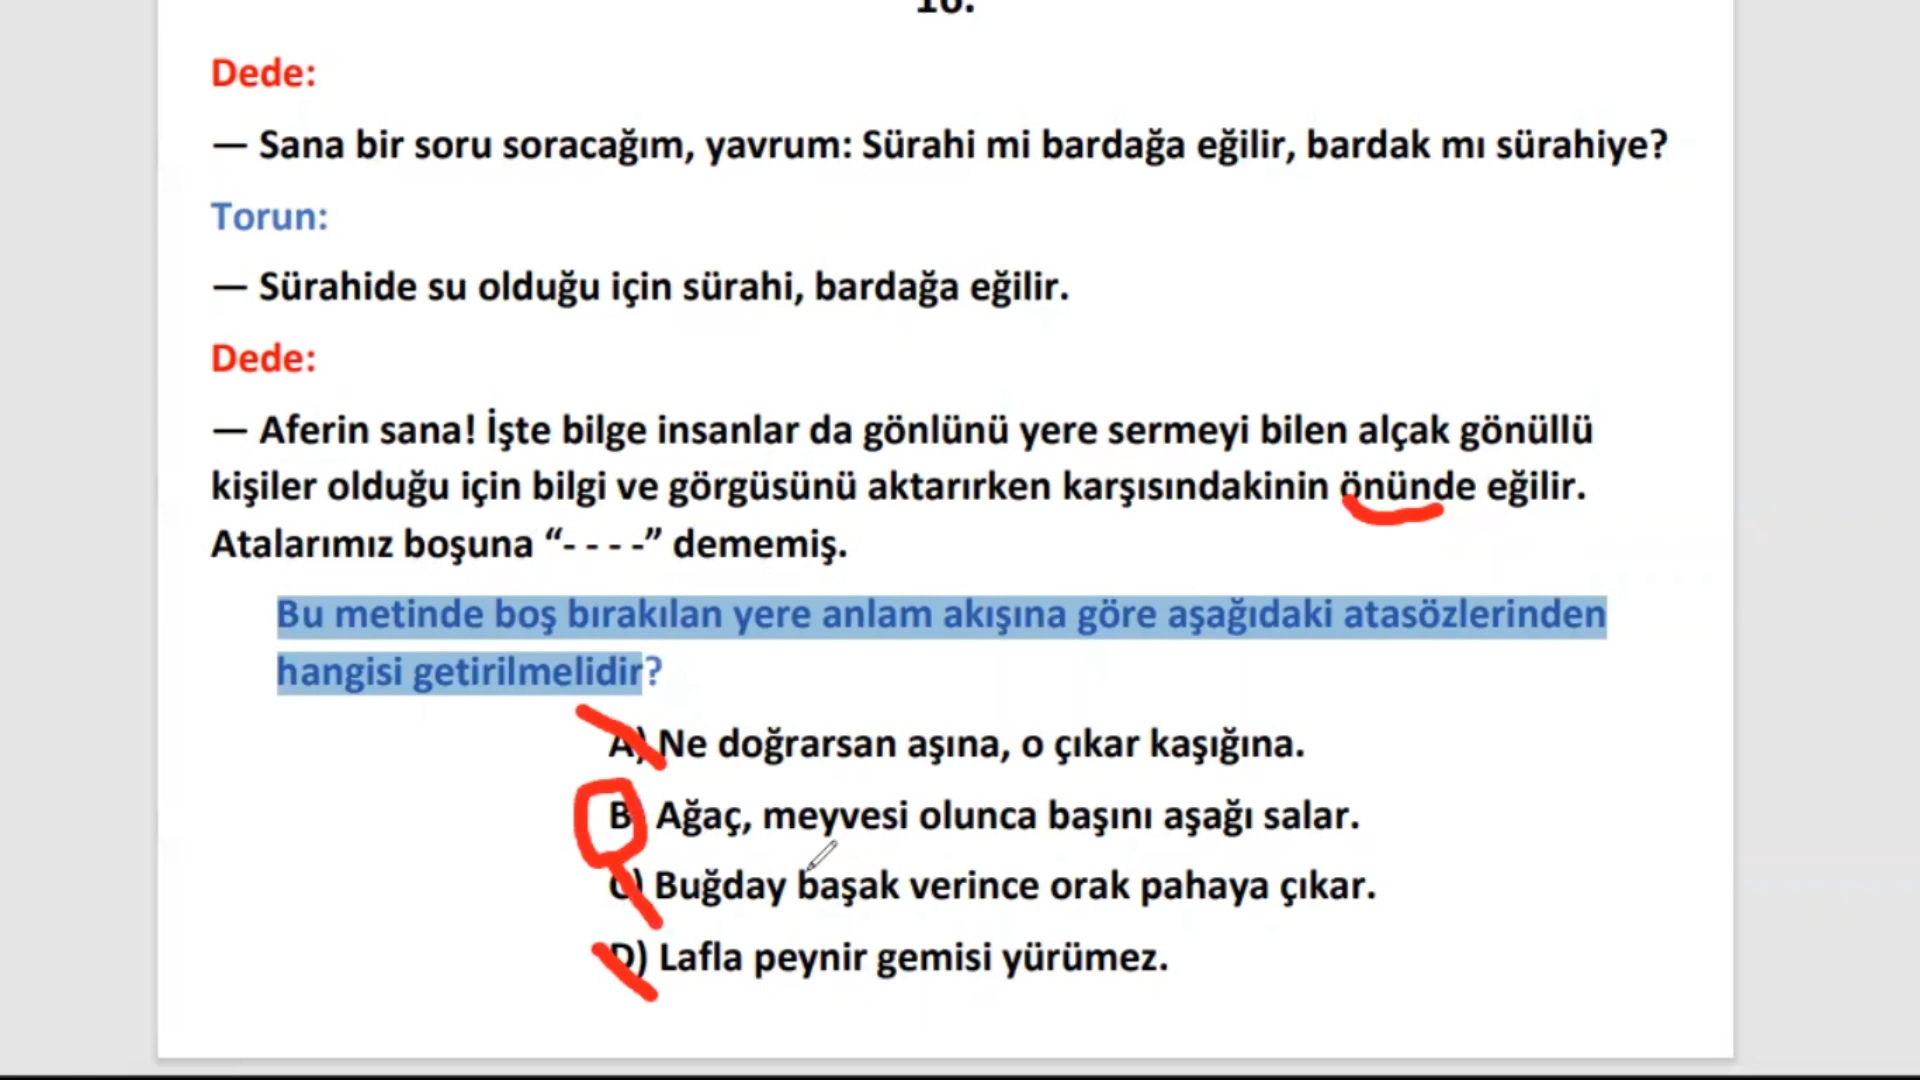 16.
Dede:
— Sana bir soru soracağım, yavrum: Sürahi mi bardağa eğilir, bardak mı sürahiye?
Torun:
— Sürahide su olduğu için sürahi, bardağa eğilir.
Dede:
— Aferin sana! İşte bilge insanlar da gönlünü yere sermeyi bilen alçak gönüllü
kişiler olduğu için bilgi ve görgüsünü aktarırken karşısındakinin önünde eğilir.
Atalarımız boşuna “- - - -” dememiş.
Bu metinde boş bırakılan yere anlam akışına göre aşağıdaki atasözlerinden
hangisi getirilmelidir?
A) Ne doğrarsan aşına, o çıkar kaşığına.
B) Ağaç, meyvesi olunca başını aşağı salar.
C) Buğday başak verince orak pahaya çıkar.
D) Lafla peynir gemisi yürümez.